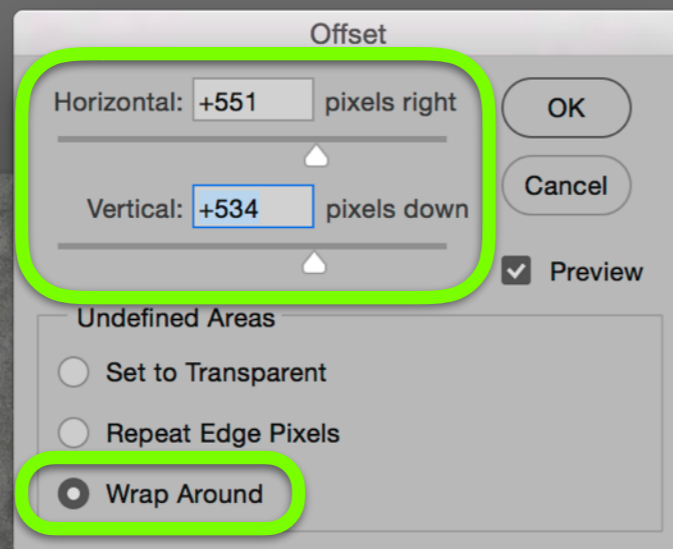 Offset
Horizontal: +551 pixels right
OK
Vertical: +534 pixels down
Cancel
Preview
Undefined Areas
Set to Transparent
Repeat Edge Pixels
Wrap Around